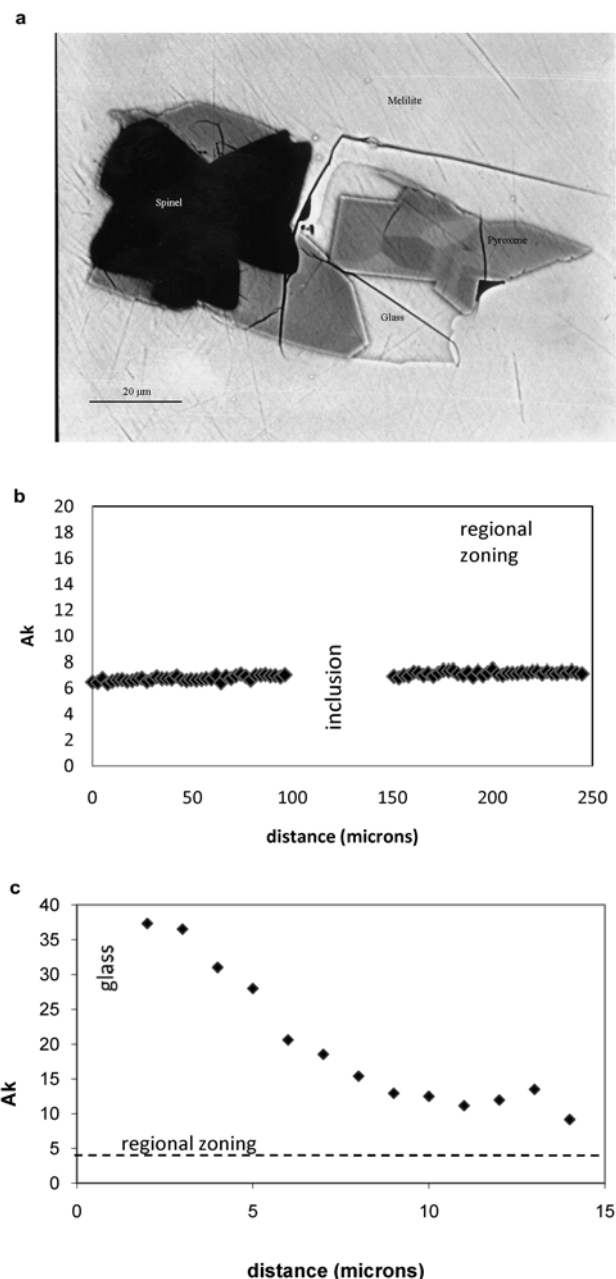 a
Melilite
Spinel
Pyroxene
Glass
20 μm
b
20
18
16
14
12
10
8
6
4
2
0
Ak
regional
zoning
inclusion
0 50 100 150 200 250
distance (microns)
c
40
35
30
25
20
15
10
5
0
Ak
glass
regional zoning
0 5 10 15
distance (microns)